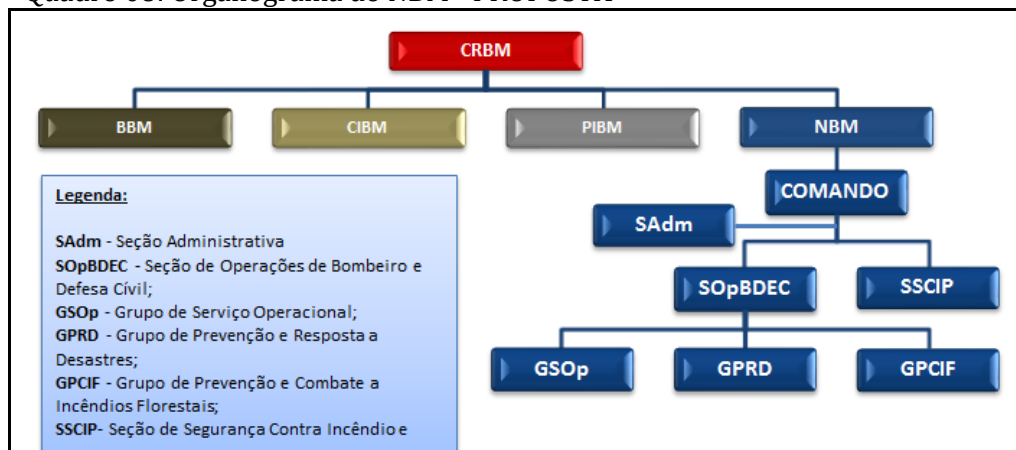 CRBM
BBM
CIBM
PIBM
NBM
COMANDO
SAdm
SOpBDEC
SSCIP
GSOp
GPRD
GPCIF
Legenda:
SAdm - Seção Administrativa
SOpBDEC - Seção de Operações de Bombeiro e
Defesa Cívil;
GSOp - Grupo de Serviço Operacional;
GPRD - Grupo de Prevenção e Resposta a
Desastres;
GPCIF - Grupo de Prevenção e Combate a
Incêndios Florestais;
SSCIP- Seção de Segurança Contra Incêndio e